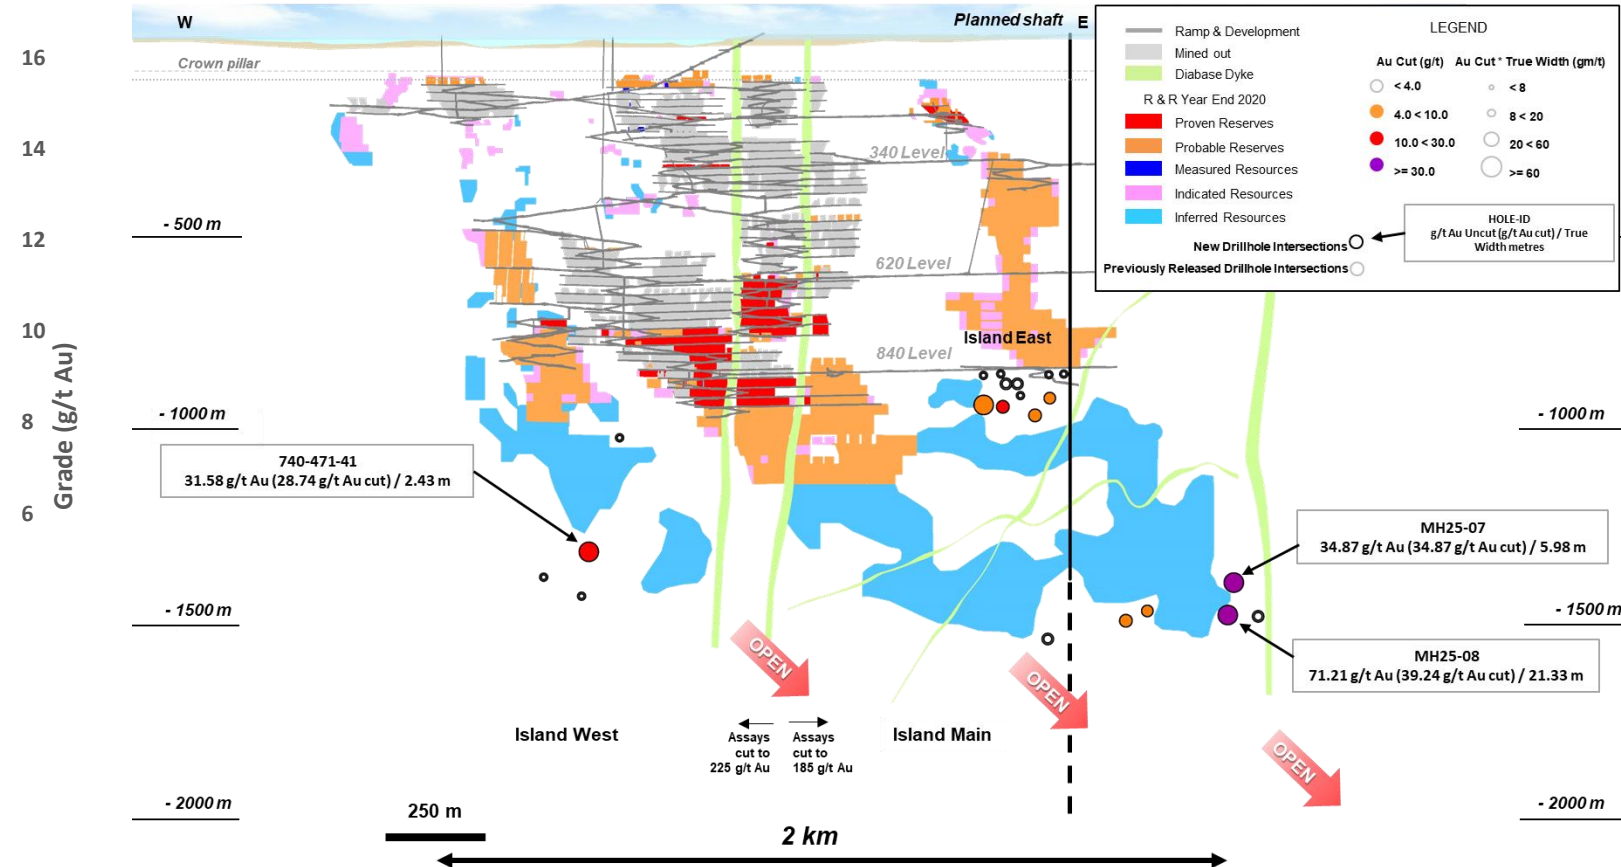 W
Planned shaft
E
LEGEND
Ramp & Development
Mined out
Diabase Dyke
R & R Year End 2020
Proven Reserves
Probable Reserves
Measured Resources
Indicated Resources
Inferred Resources
Au Cut (g/t)
Au Cut * True Width (gm/t)
< 4.0
< 8
4.0 < 10.0
8 < 20
10.0 < 30.0
20 < 60
>= 30.0
>= 60
New Drillhole Intersections
Previously Released Drillhole Intersections
HOLE-ID
g/t Au Uncut (g/t Au cut) / True
Width metres
16
14
12
10
8
6
Grade (g/t Au)
Crown pillar
340 Level
- 500 m
620 Level
Island East
840 Level
- 1000 m
- 1000 m
740-471-41
31.58 g/t Au (28.74 g/t Au cut) / 2.43 m
MH25-07
34.87 g/t Au (34.87 g/t Au cut) / 5.98 m
- 1500 m
- 1500 m
MH25-08
71.21 g/t Au (39.24 g/t Au cut) / 21.33 m
OPEN
OPEN
OPEN
Island West
Island Main
Assays
cut to
225 g/t Au
Assays
cut to
185 g/t Au
- 2000 m
- 2000 m
250 m
2 km